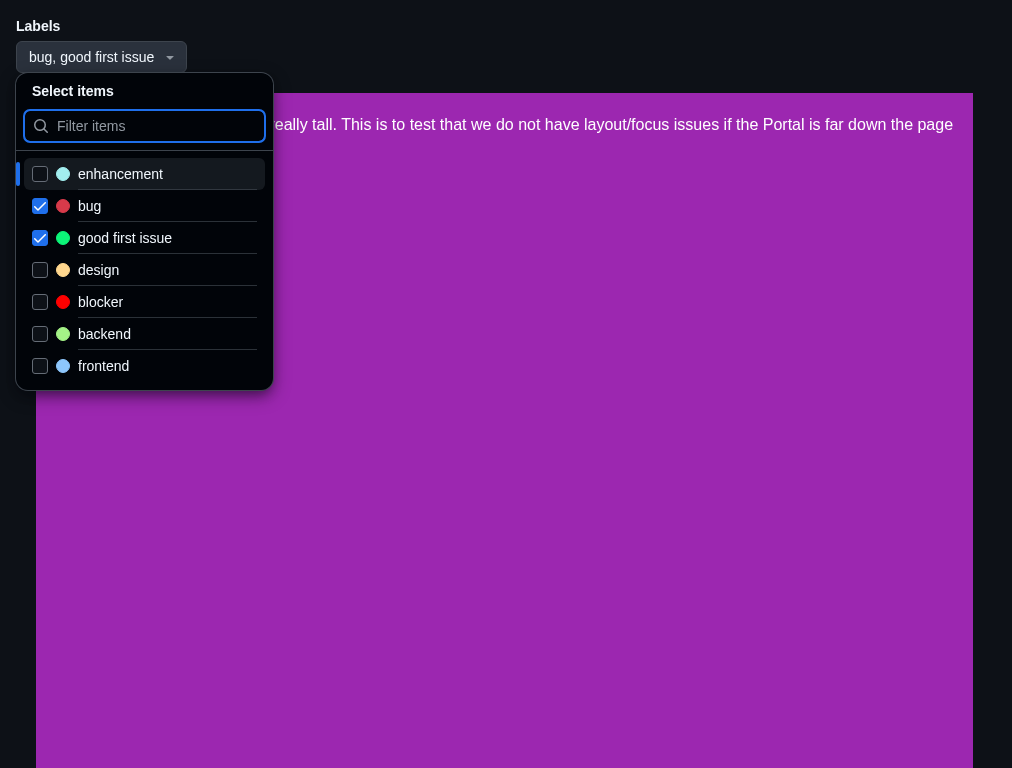 Labels
bug, good first issue
Select items
Filter items
really tall. This is to test that we do not have layout/focus issues if the Portal is far down the page
enhancement
bug
good first issue
design
blocker
backend
frontend